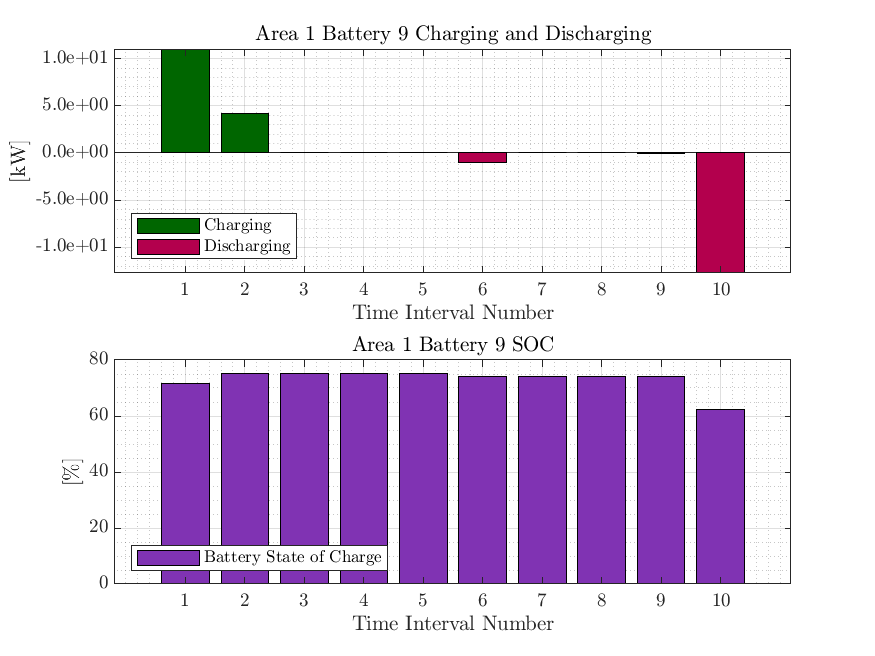 Area 1 Battery 9 Charging and Discharging
1.0e+01
5.0e+00
0.0e+00
-5.0e+00
-1.0e+01
[kW]
Charging
Discharging
1 2 3 4 5 6 7 8 9 10
Time Interval Number
Area 1 Battery 9 SOC
80
60
40
20
0
[%]
Battery State of Charge
1 2 3 4 5 6 7 8 9 10
Time Interval Number